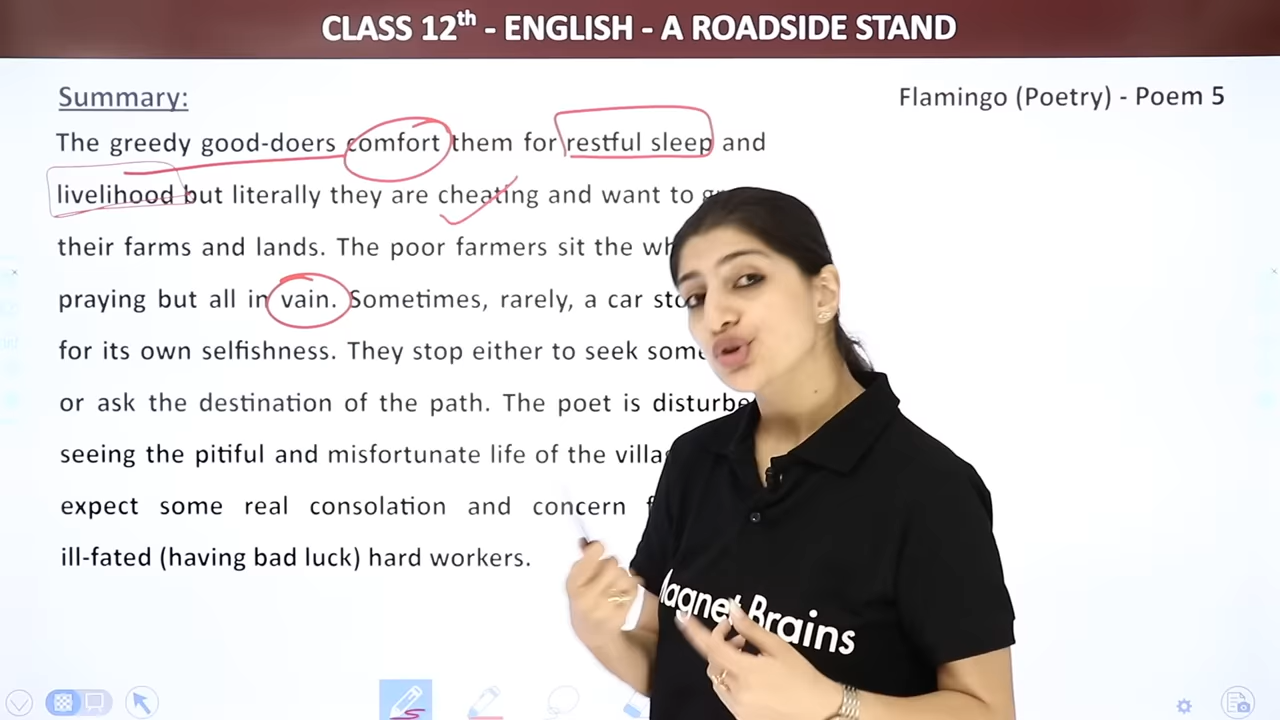 CLASS 12th - ENGLISH - A ROADSIDE STAND
Summary:
Flamingo (Poetry) - Poem 5
The greedy good-doers comfort them for restful sleep and
livelihood but literally they are cheating and want to
their farms and lands. The poor farmers sit the
praying but all in vain. Sometimes, rarely, a car
for its own selfishness. They stop either to seek
or ask the destination of the path. The poet is
seeing the pitiful and misfortunate life of the
expect some real consolation and concern
ill-fated (having bad luck) hard workers.
Magnet Brains